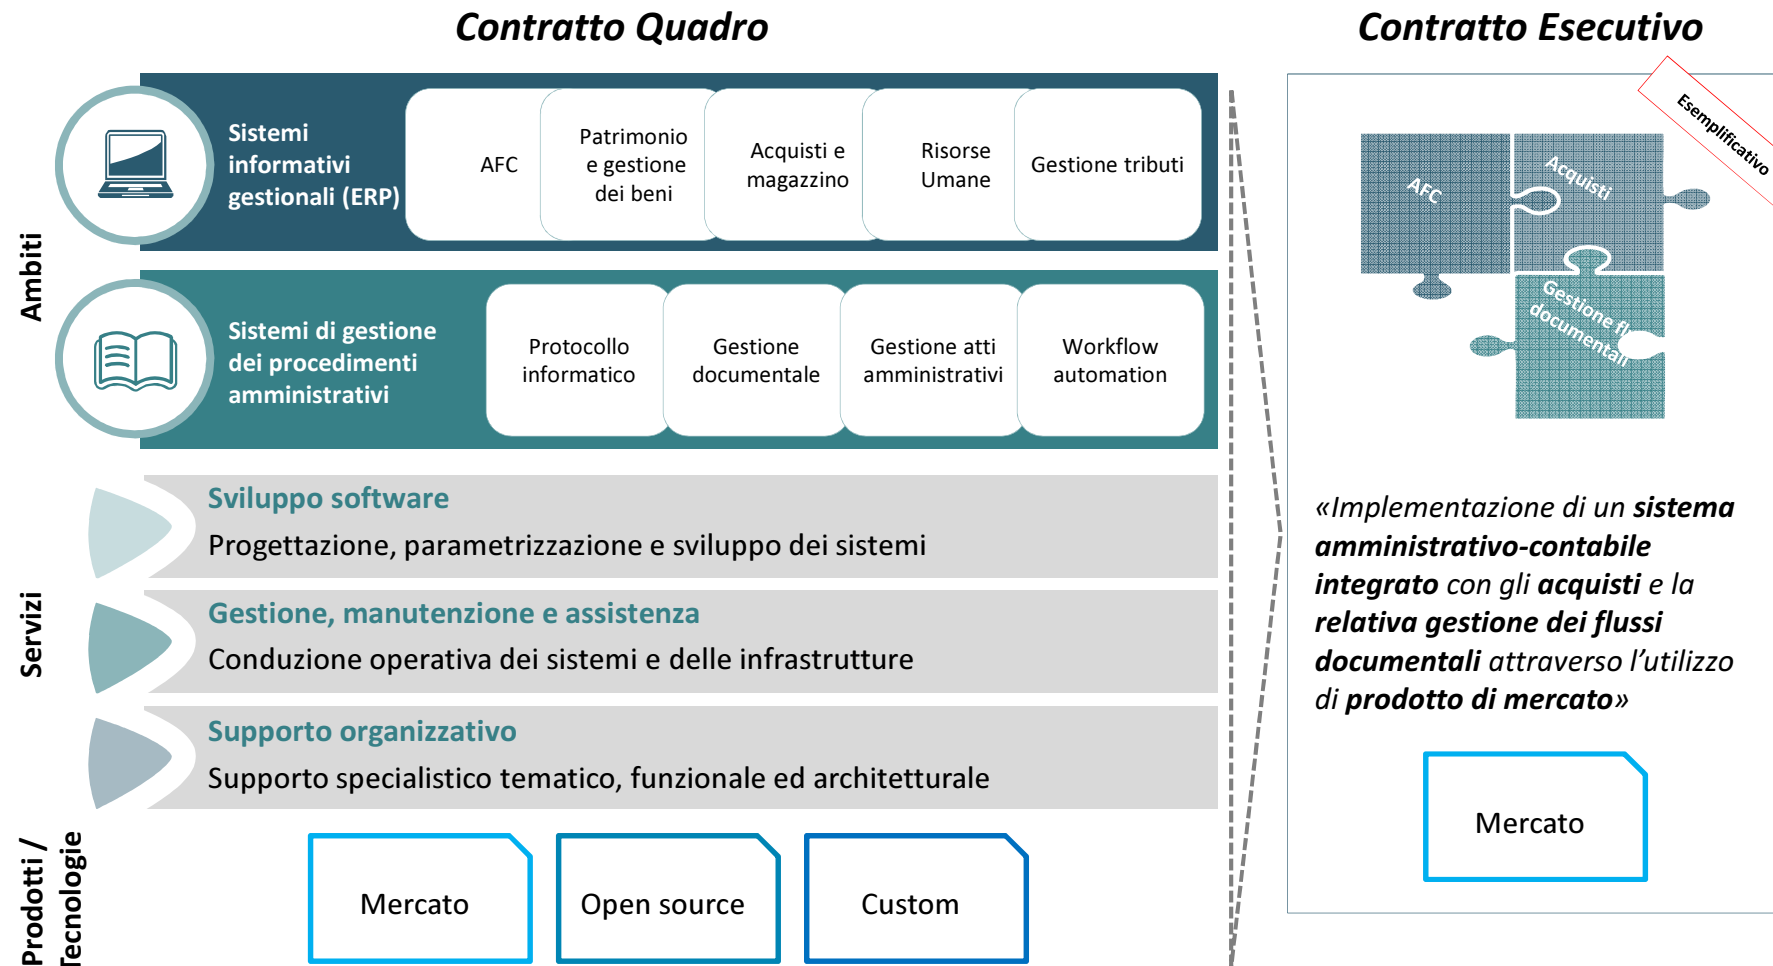 Contratto Quadro
Contratto Esecutivo
Ambiti
Sistemi
informativi
gestionali (ERP)
AFC
Patrimonio
e gestione
dei beni
Acquisti e
magazzino
Risorse
Umane
Gestione tributi
Sistemi di gestione
dei procedimenti
amministrativi
Protocollo
informatico
Gestione
documentale
Gestione atti
amministrativi
Workflow
automation
Servizi
Sviluppo software
Progettazione, parametrizzazione e sviluppo dei sistemi
Gestione, manutenzione e assistenza
Conduzione operativa dei sistemi e delle infrastrutture
Supporto organizzativo
Supporto specialistico tematico, funzionale ed architetturale
Prodotti /
Tecnologie
Mercato
Open source
Custom
Esemplificativo
AFC
Acquisti
Gestione
documentali
«Implementazione di un sistema
amministrativo-contabile
integrato con gli acquisti e la
relativa gestione dei flussi
documentali attraverso l’utilizzo
di prodotto di mercato»
Mercato